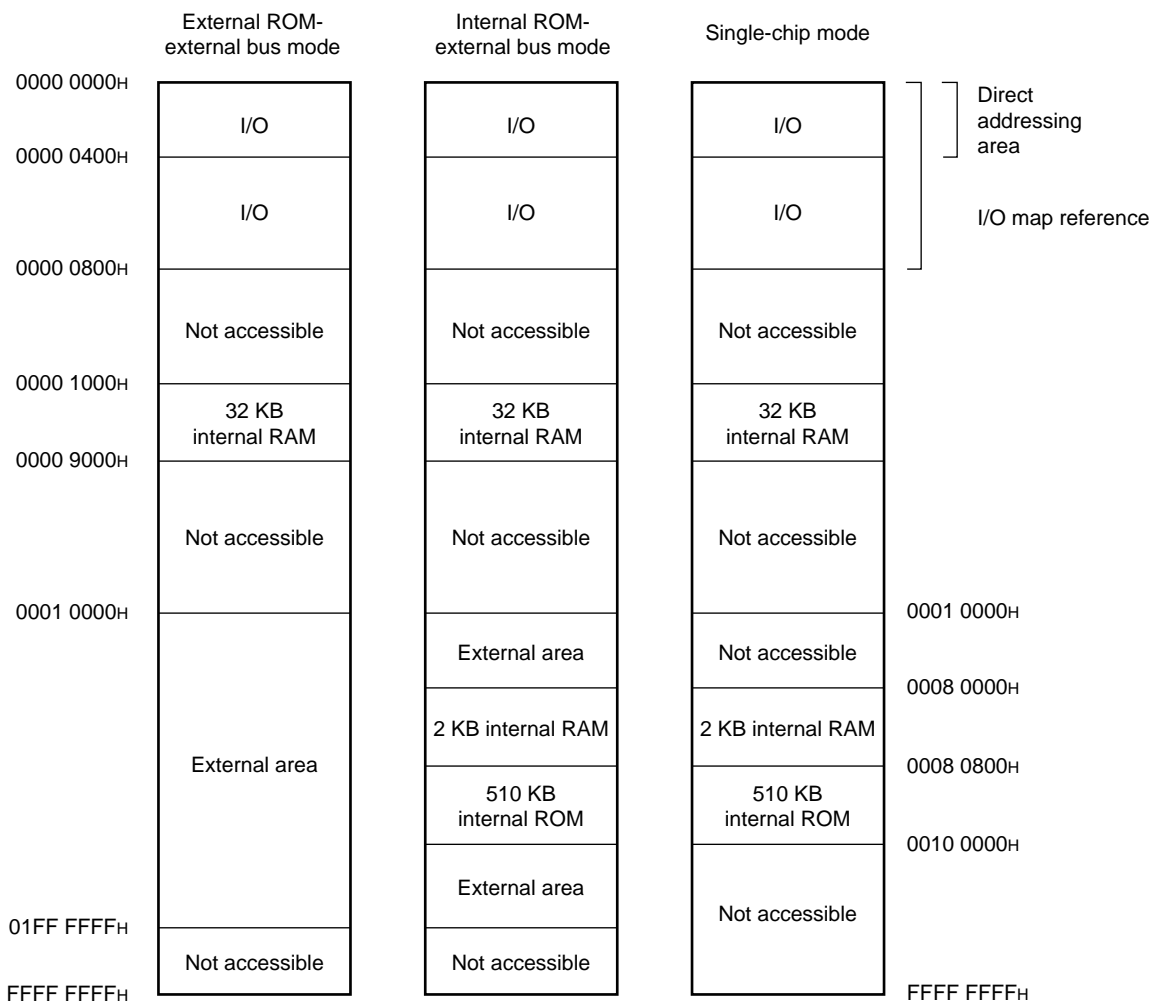 External ROM-
external bus mode
Internal ROM-
external bus mode
Single-chip mode
0000 0000H
I/O
I/O
I/O
Direct
addressing
area
0000 0400H
I/O
I/O
I/O
I/O map reference
0000 0800H
Not accessible
Not accessible
Not accessible
0000 1000H
32 KB
internal RAM
32 KB
internal RAM
32 KB
internal RAM
0000 9000H
Not accessible
Not accessible
Not accessible
0001 0000H
0001 0000H
External area
Not accessible
0008 0000H
2 KB internal RAM
2 KB internal RAM
External area
0008 0800H
510 KB
internal ROM
510 KB
internal ROM
0010 0000H
External area
Not accessible
01FF FFFFH
Not accessible
Not accessible
FFFF FFFFH
FFFF FFFFH